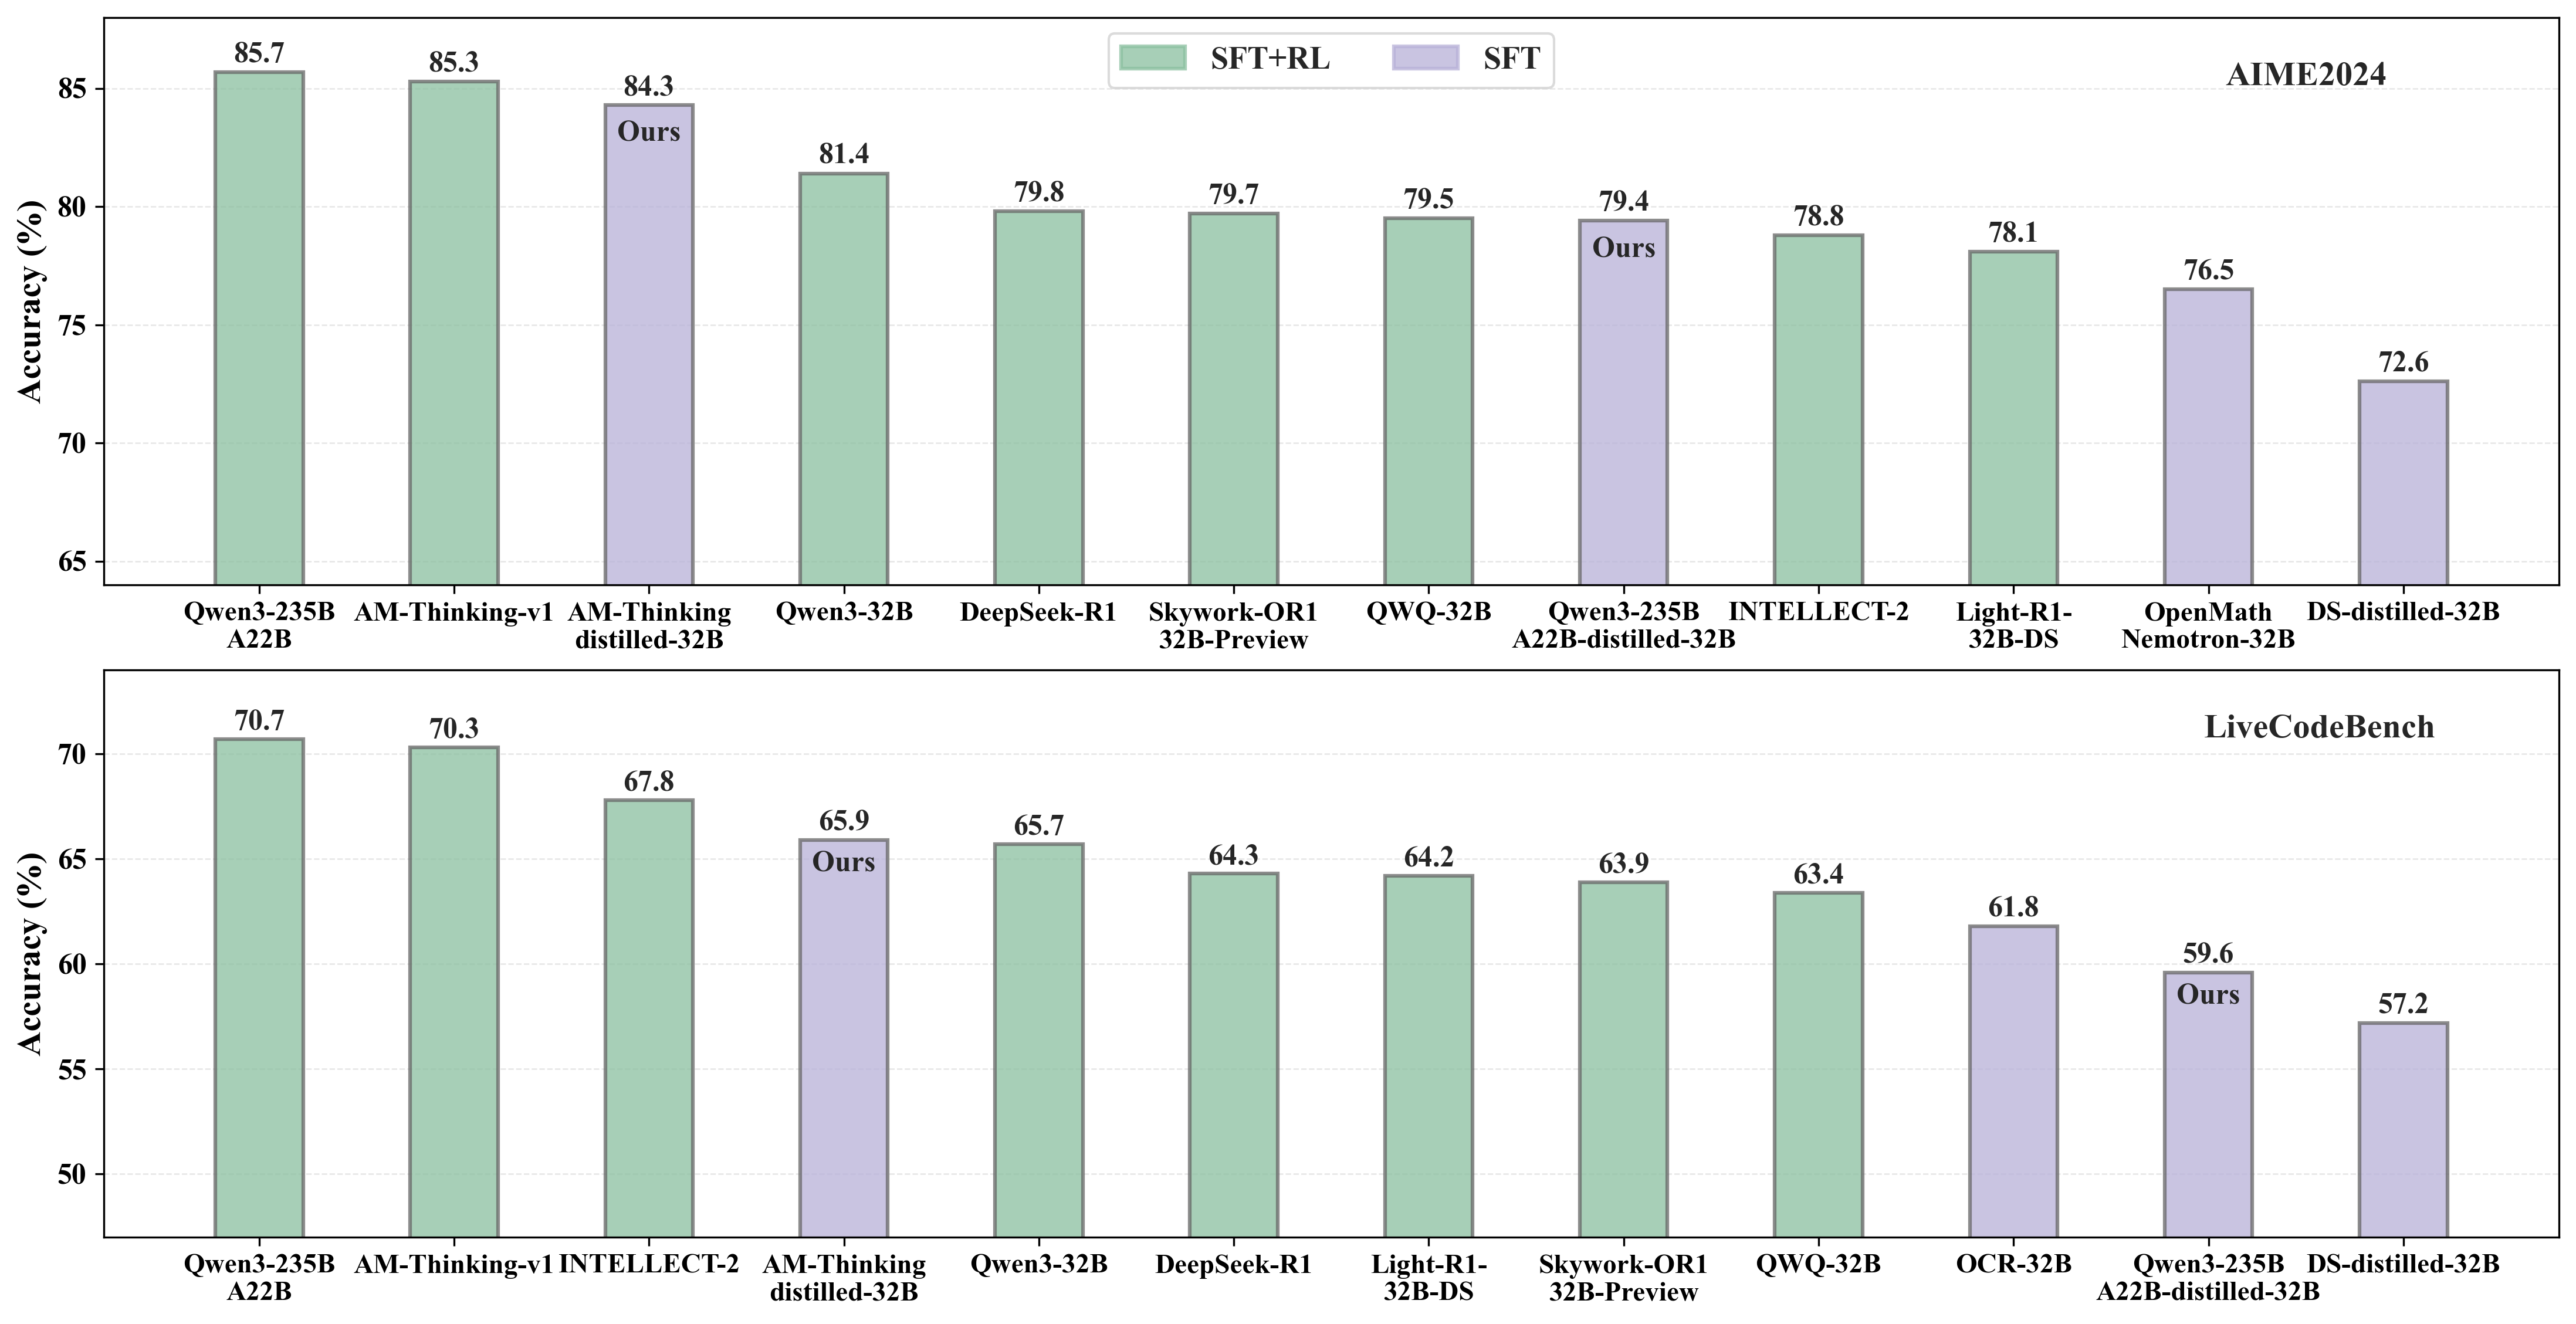 85.7
85.3
84.3
81.4
79.8
79.7
79.5
79.4
78.8
78.1
76.5
72.6
Ours
Ours
SFT+RL
SFT
AIME2024
Accuracy (%)
85
80
75
70
65
Qwen3-235B
A22B
AM-Thinking-v1
AM-Thinking
distilled-32B
Qwen3-32B
DeepSeek-R1
Skywork-OR1
32B-Preview
QWQ-32B
Qwen3-235B
A22B-distilled-32B
INTELLECT-2
Light-R1-
32B-DS
OpenMath
Nemotron-32B
DS-distilled-32B
70.7
70.3
67.8
65.9
65.7
64.3
64.2
63.9
63.4
61.8
59.6
57.2
Ours
Ours
LiveCodeBench
Accuracy (%)
70
65
60
55
50
Qwen3-235B
A22B
AM-Thinking-v1
INTELLECT-2
AM-Thinking
distilled-32B
Qwen3-32B
DeepSeek-R1
Light-R1-
32B-DS
Skywork-OR1
32B-Preview
QWQ-32B
OCR-32B
Qwen3-235B
A22B-distilled-32B
DS-distilled-32B